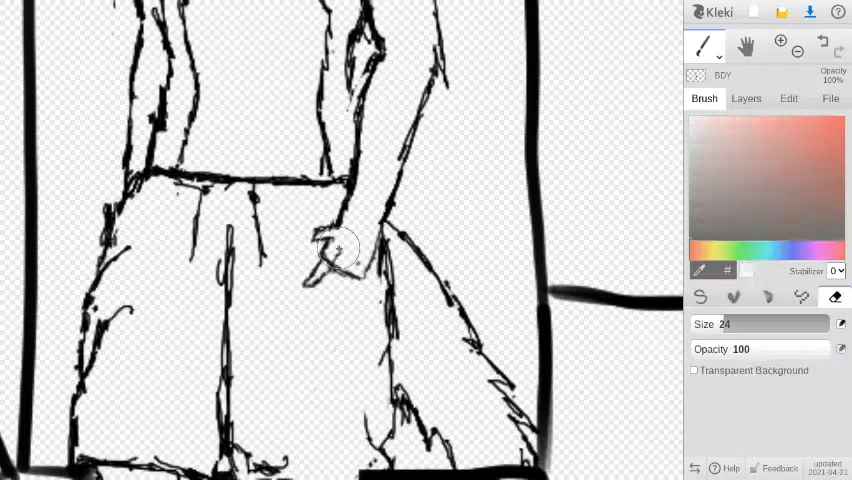 Kleki
BDY
Opacity
100%
Brush
Layers
Edit
File
#
Stabilizer 0
Size 24
Opacity 100
Transparent Background
Help
Feedback
updated
2021-04-21